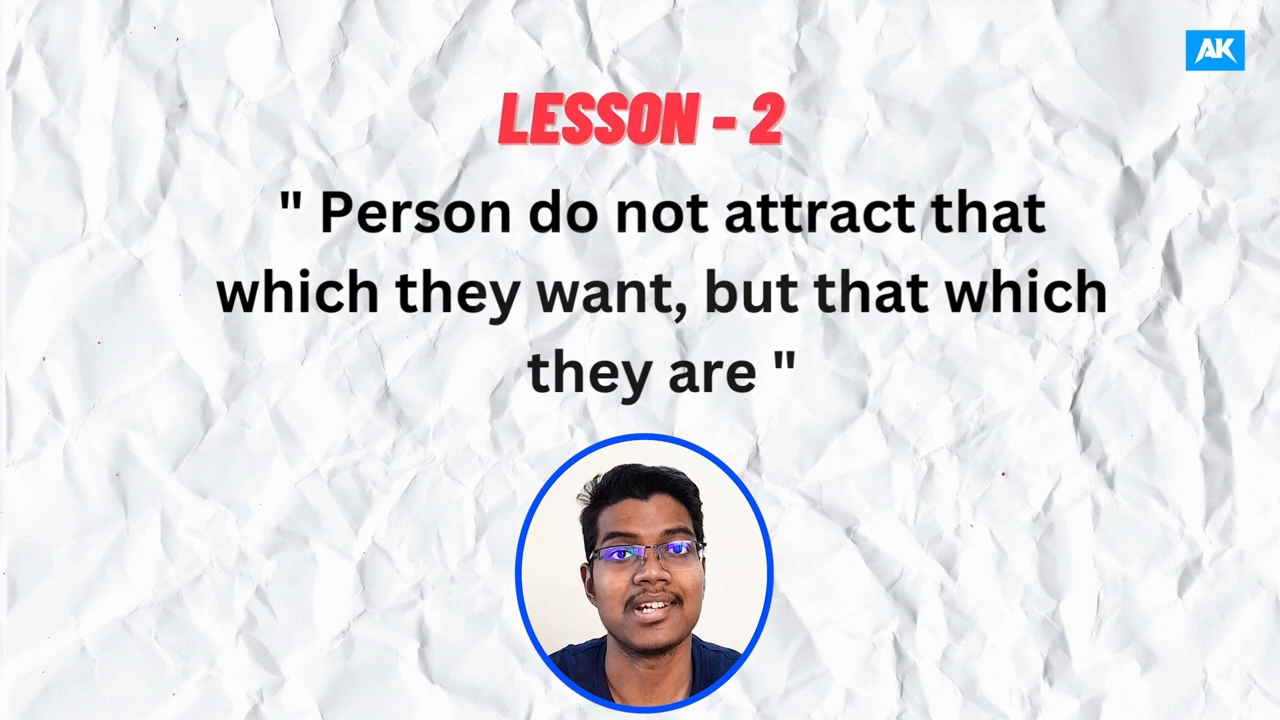 AK
LESSON - 2
" Person do not attract that
which they want, but that which
they are "